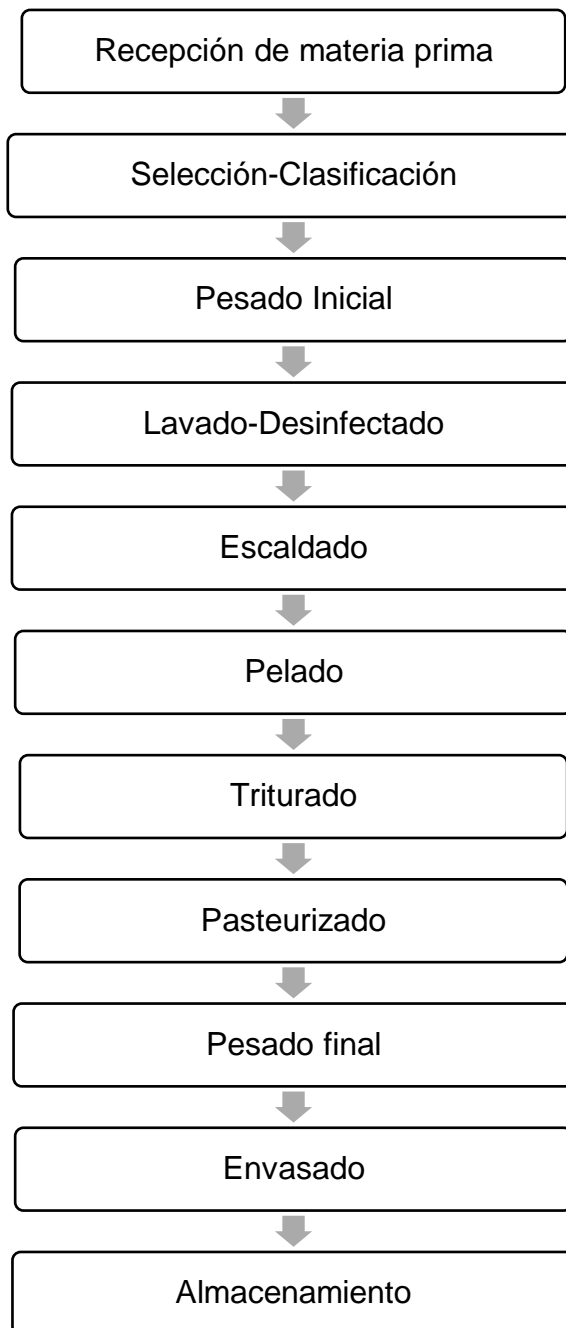 Recepción de materia prima
Selección-Clasificación
Pesado Inicial
Lavado-Desinfectado
Escaldado
Pelado
Triturado
Pasteurizado
Pesado final
Envasado
Almacenamiento